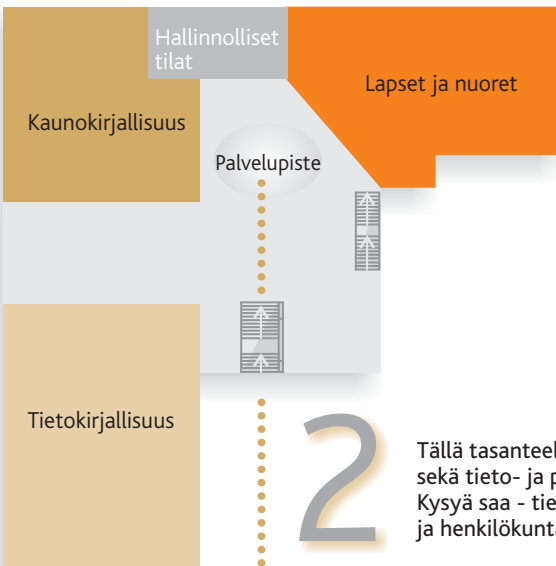 Hallinnolliset
tilat
Lapset ja nuoret
Kaunokirjallisuus
Palvelupiste
Tietokirjallisuus
2
Tällä tasanteel
sekä tieto- ja p
Kysyä saa - tie
ja henkilökunta